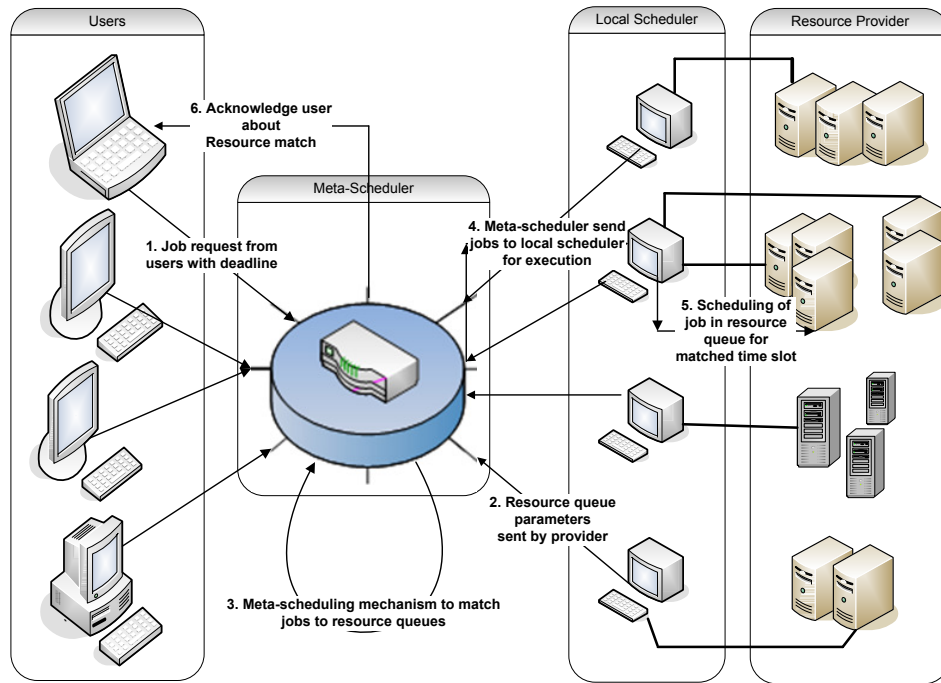 Users
Local Scheduler
Resource Provider
6. Acknowledge user
about
Resource match
Meta-Scheduler
1. Job request from
users with deadline
4. Meta-scheduler send
jobs to local scheduler
for execution
5. Scheduling of
job in resource
queue for
matched time slot
2. Resource queue
parameters
sent by provider
3. Meta-scheduling mechanism to match
jobs to resource queues